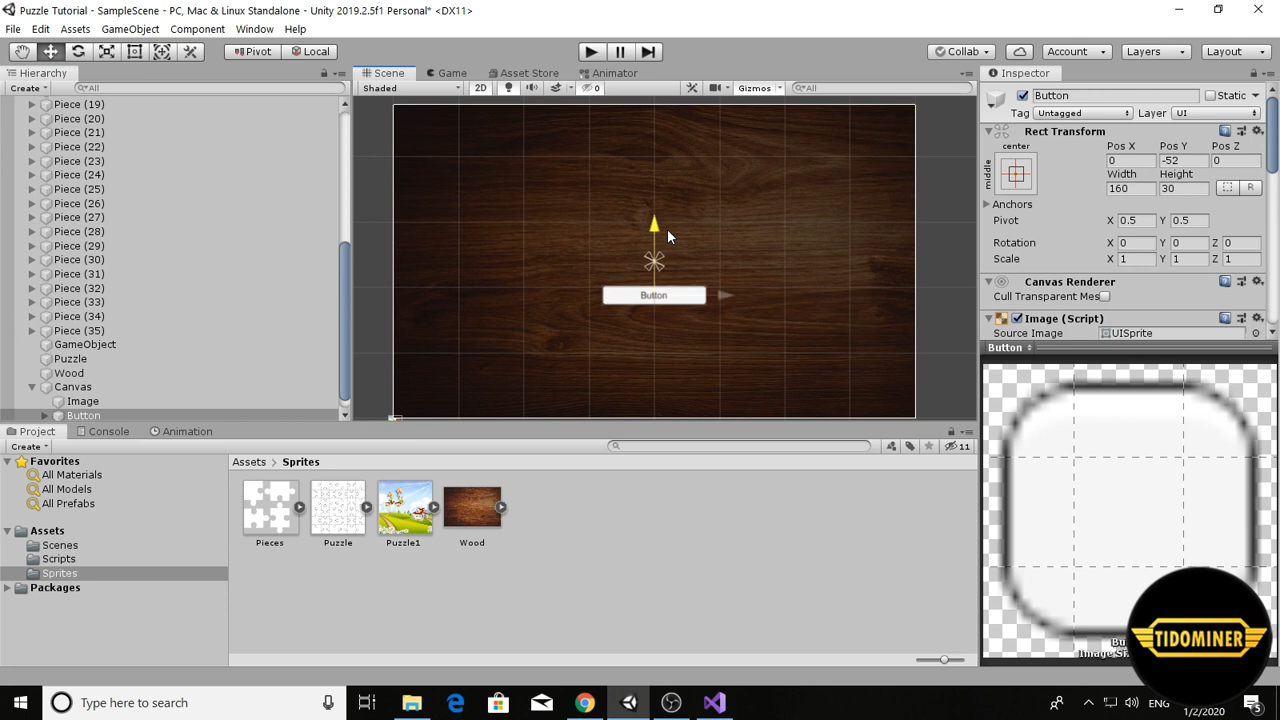 Puzzle Tutorial - SampleScene - PC, Mac & Linux Standalone - Unity 2019.2.5f1 Personal* <DX11>
File Edit Assets GameObject Component Window Help
Pivot Local Collab Account Layers Layout
Hierarchy Scene Game Asset Store Animator Inspector
Create All Shaded 2D 0 Gizmos All
Piece (19)
Piece (20)
Piece (21)
Piece (22)
Piece (23)
Piece (24)
Piece (25)
Piece (26)
Piece (27)
Piece (28)
Piece (29)
Piece (30)
Piece (31)
Piece (32)
Piece (33)
Piece (34)
Piece (35)
GameObject
Puzzle
Wood
Canvas
Image
Button
Button
Button Static
Tag Untagged Layer UI
Rect Transform
center
middle
Pos X Pos Y Pos Z
0 -52 0
Width Height
160 30 R
Anchors
Pivot X 0.5 Y 0.5
Rotation X 0 Y 0 Z 0
Scale X 1 Y 1 Z 1
Canvas Renderer
Cull Transparent Mes
Image (Script)
Source Image UISprite
Button
Project Console Animation
Create 11
Favorites
All Materials
All Models
All Prefabs
Assets
Scenes
Scripts
Sprites
Packages
Assets > Sprites
Pieces Puzzle Puzzle1 Wood
TIDOMINER
Type here to search
ENG
1/2/2020
5